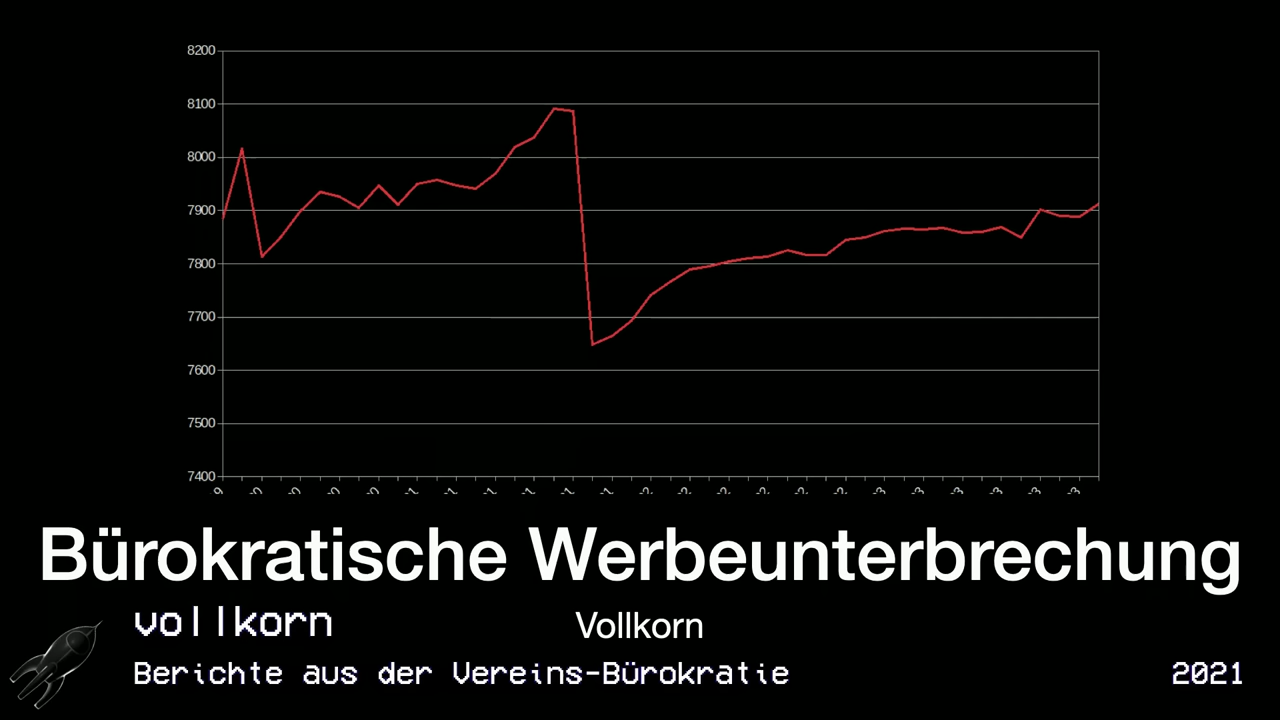 8200
8100
8000
7900
7800
7700
7600
7500
7400
Bürokratische Werbeunterbrechung
vollkorn
Vollkorn
Berichte aus der Vereins-Bürokratie
2021